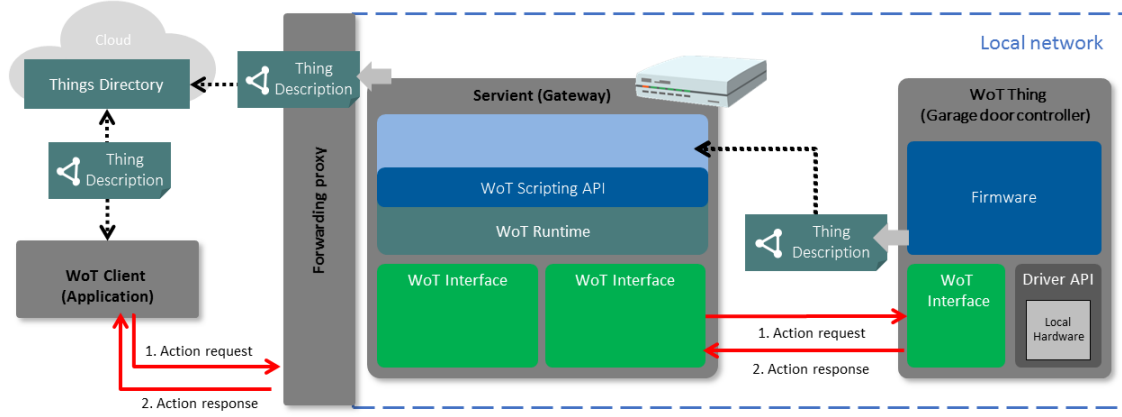 Cloud
Things Directory
Thing
Description
Thing
Description
WoT Client
(Application)
1. Action request
2. Action response
Forwarding proxy
Local network
Servient (Gateway)
WoT Scripting API
WoT Runtime
WoT Interface
WoT Interface
Thing
Description
1. Action request
2. Action response
WoT Thing
(Garage door controller)
Firmware
WoT
Interface
Driver API
Local
Hardware